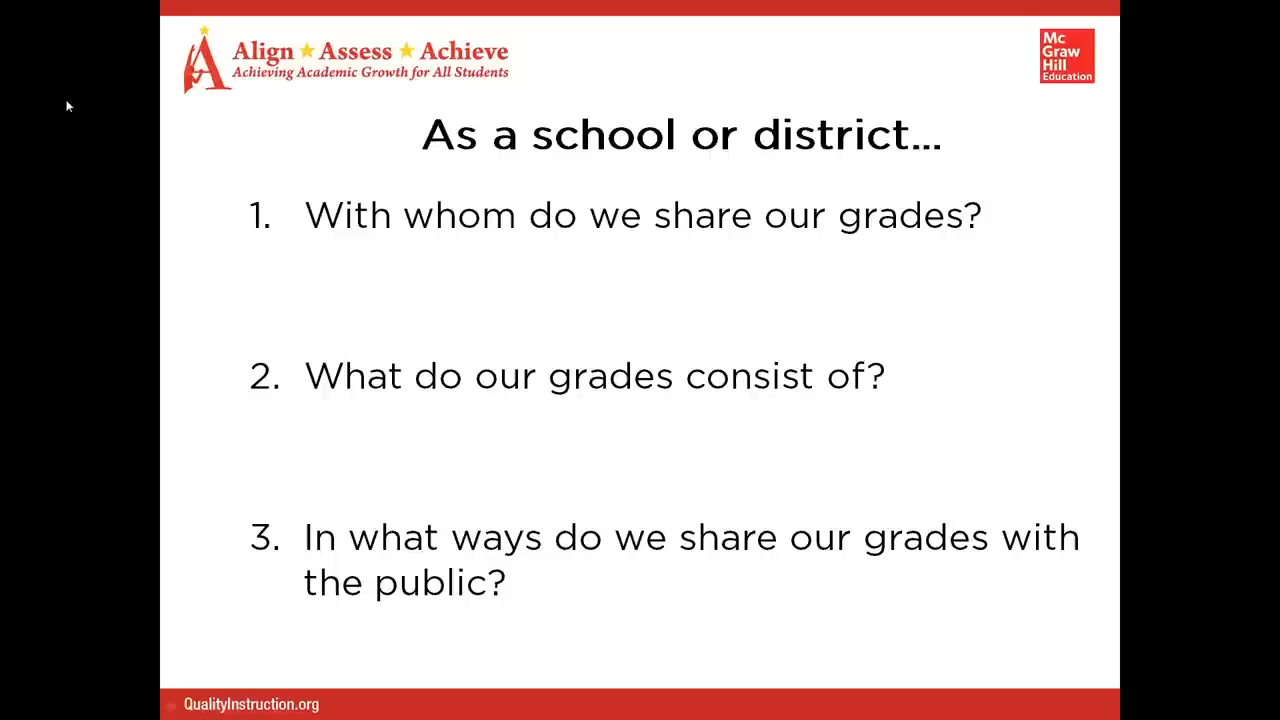 Align ★ Assess ★ Achieve
Achieving Academic Growth for All Students
Mc
Graw
Hill
Education
As a school or district...
1. With whom do we share our grades?
2. What do our grades consist of?
3. In what ways do we share our grades with
the public?
QualityInstruction.org